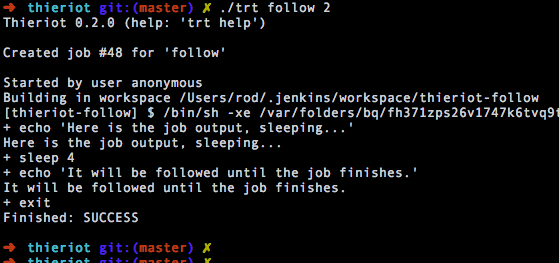 ➜ thieriot git:(master) ✗ ./trt follow 2
Thieriot 0.2.0 (help: 'trt help')
Created job #48 for 'follow'
Started by user anonymous
Building in workspace /Users/rod/.jenkins/workspace/thieriot-follow
[thieriot-follow] $ /bin/sh -xe /var/folders/bq/fh371zps26v1747k6tvq9t
+ echo 'Here is the job output, sleeping...'
Here is the job output, sleeping...
+ sleep 4
+ echo 'It will be followed until the job finishes.'
It will be followed until the job finishes.
+ exit
Finished: SUCCESS
➜ thieriot git:(master) ✗
➜ thieriot git:(master) ✗